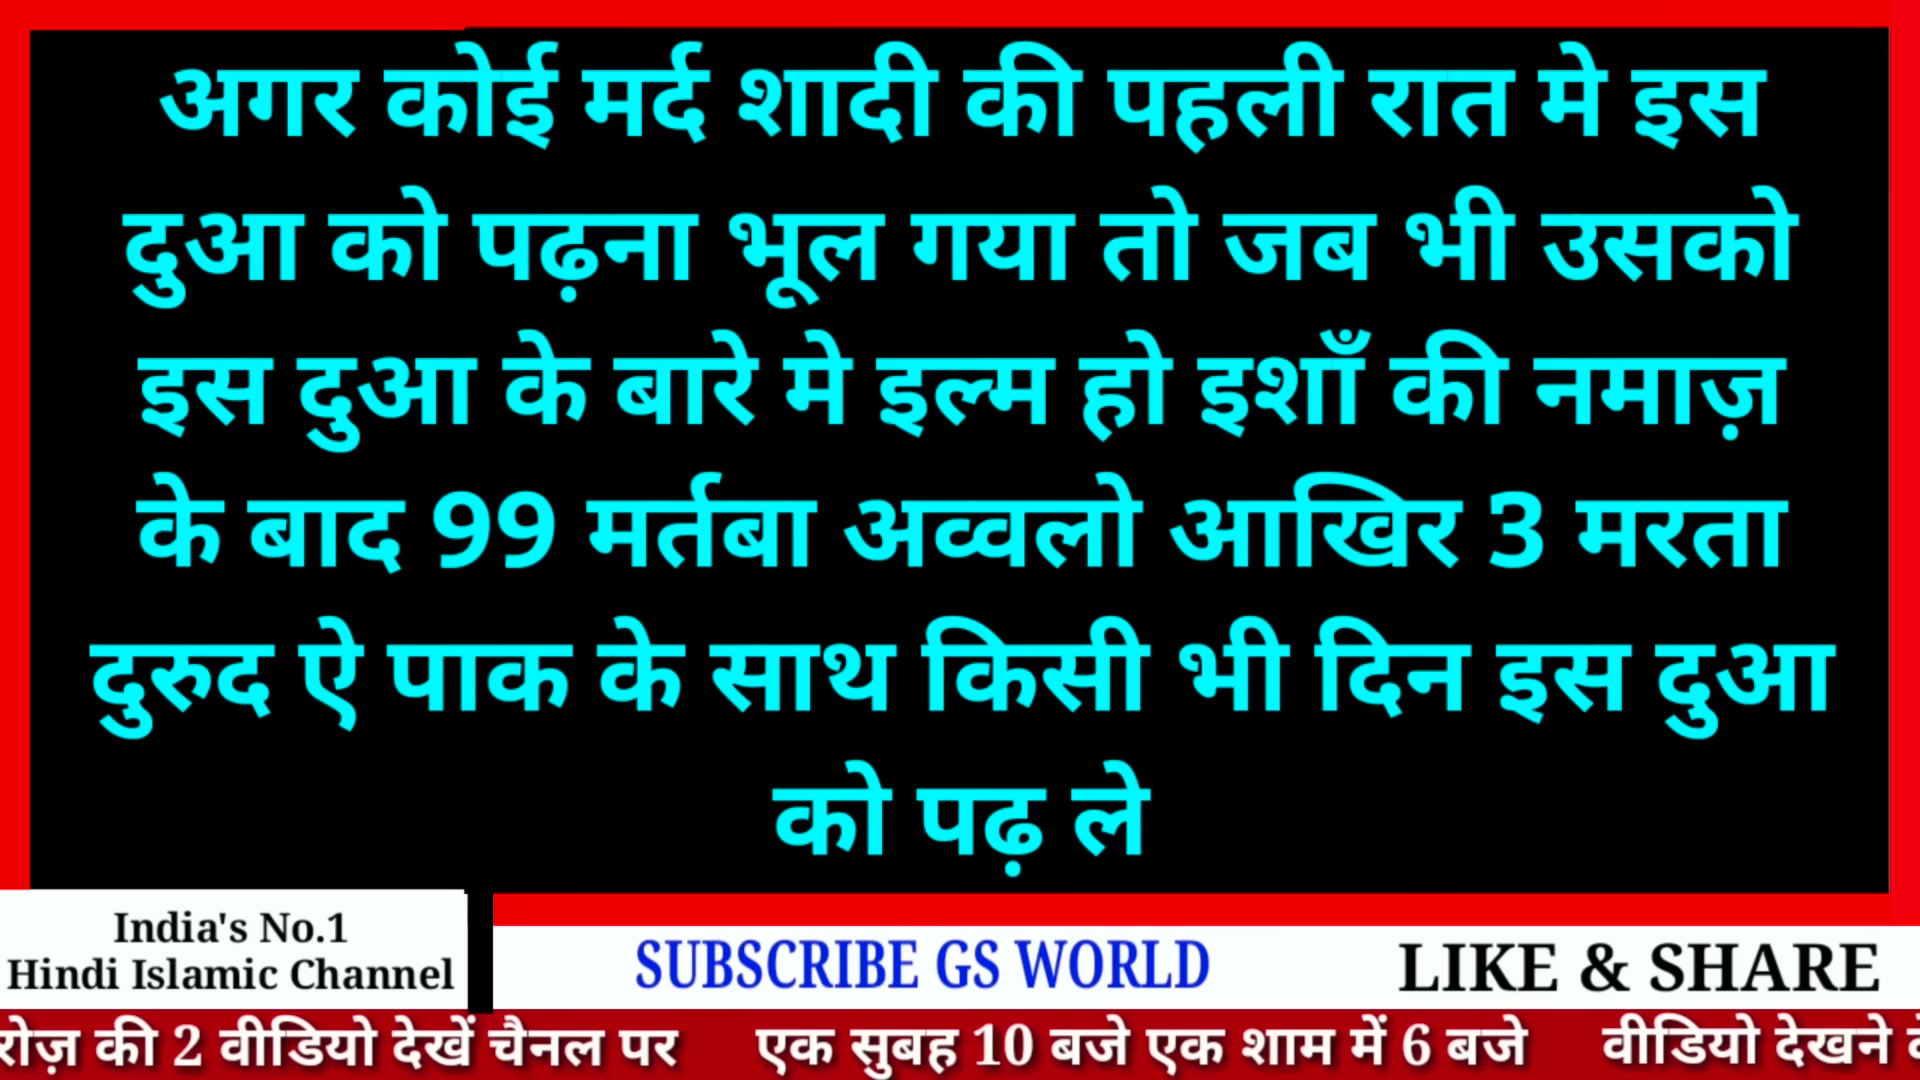 अगर कोई मर्द शादी की पहली रात मे इस
दुआ को पढ़ना भूल गया तो जब भी उसको
इस दुआ के बारे मे इल्म हो इशाँ की नमाज़
के बाद 99 मर्तबा अव्वलो आखिर 3 मरता
दुरुद ऐ पाक के साथ किसी भी दिन इस दुआ
को पढ़ ले
India's No.1
Hindi Islamic Channel
SUBSCRIBE GS WORLD
LIKE & SHARE
रोज़ की 2 वीडियो देखें चैनल पर एक सुबह 10 बजे एक शाम में 6 बजे वीडियो देखने